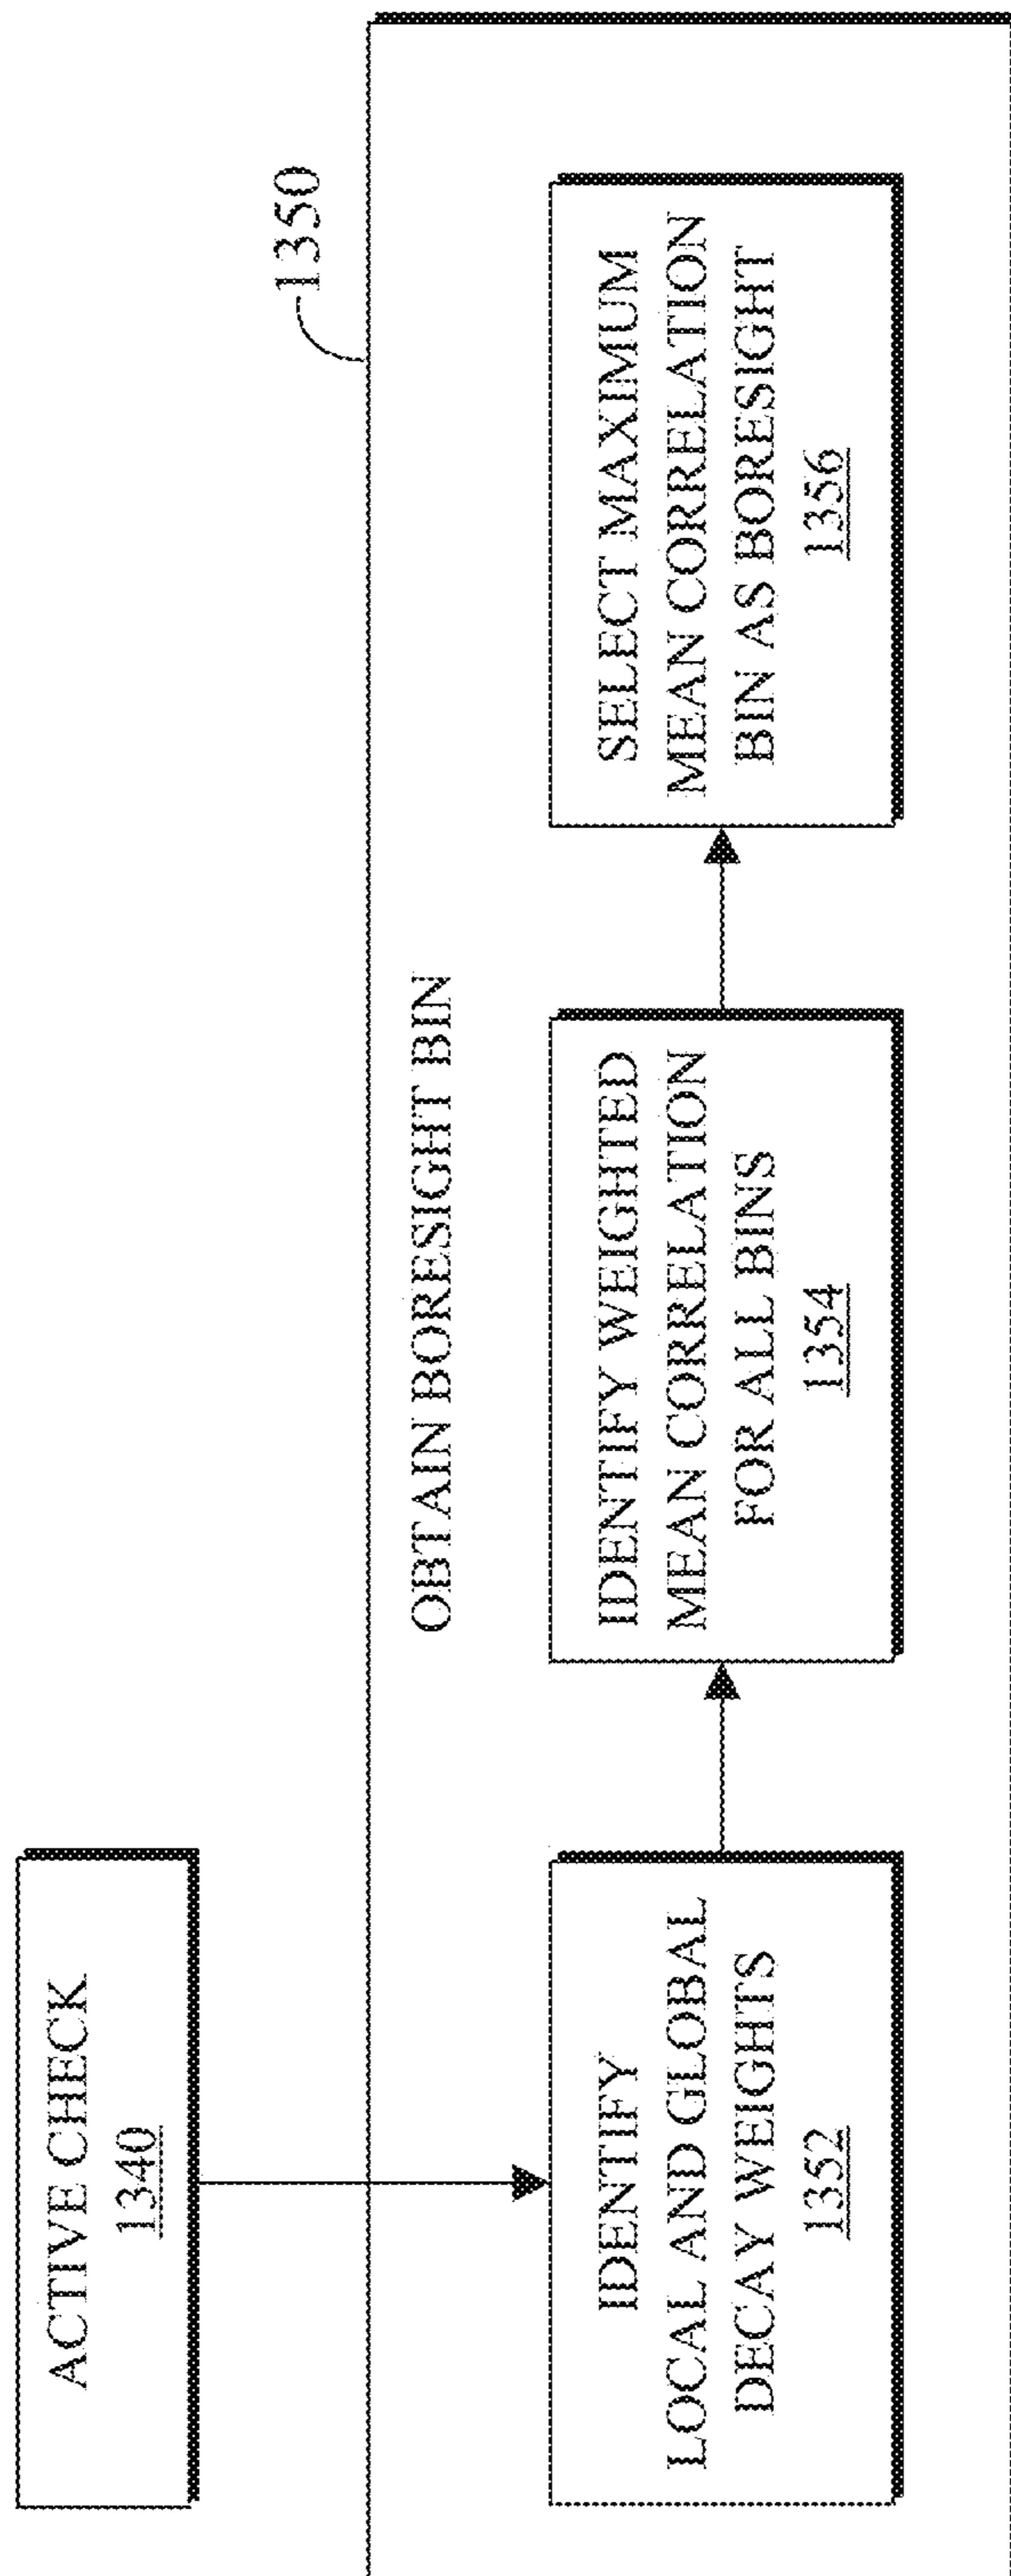 ACTIVE CHECK
1340
1350
OBTAIN BORESIGHT BIN
IDENTIFY
LOCAL AND GLOBAL
DECAY WEIGHTS
1352
IDENTIFY WEIGHTED
MEAN CORRELATION
FOR ALL BINS
1354
SELECT MAXIMUM
MEAN CORRELATION
BIN AS BORESIGHT
1356